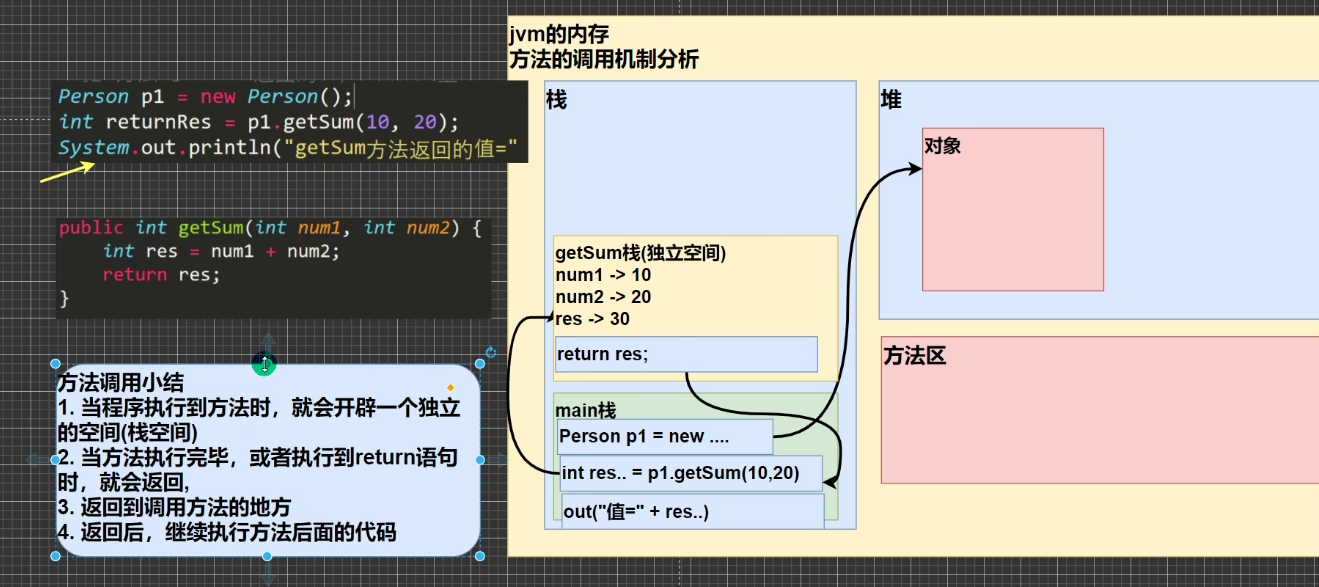 Person p1 = new Person();
int returnRes = p1.getSum(10, 20);
System.out.println("getSum方法返回的值="
public int getSum(int num1, int num2) {
int res = num1 + num2;
return res;
}
方法调用小结
1. 当程序执行到方法时，就会开辟一个独立
的空间(栈空间)
2. 当方法执行完毕，或者执行到return语句
时，就会返回,
3. 返回到调用方法的地方
4. 返回后，继续执行方法后面的代码
jvm的内存
方法的调用机制分析
栈
getSum栈(独立空间)
num1 -> 10
num2 -> 20
res -> 30
return res;
main栈
Person p1 = new ....
int res.. = p1.getSum(10,20)
out("值=" + res..)
堆
对象
方法区